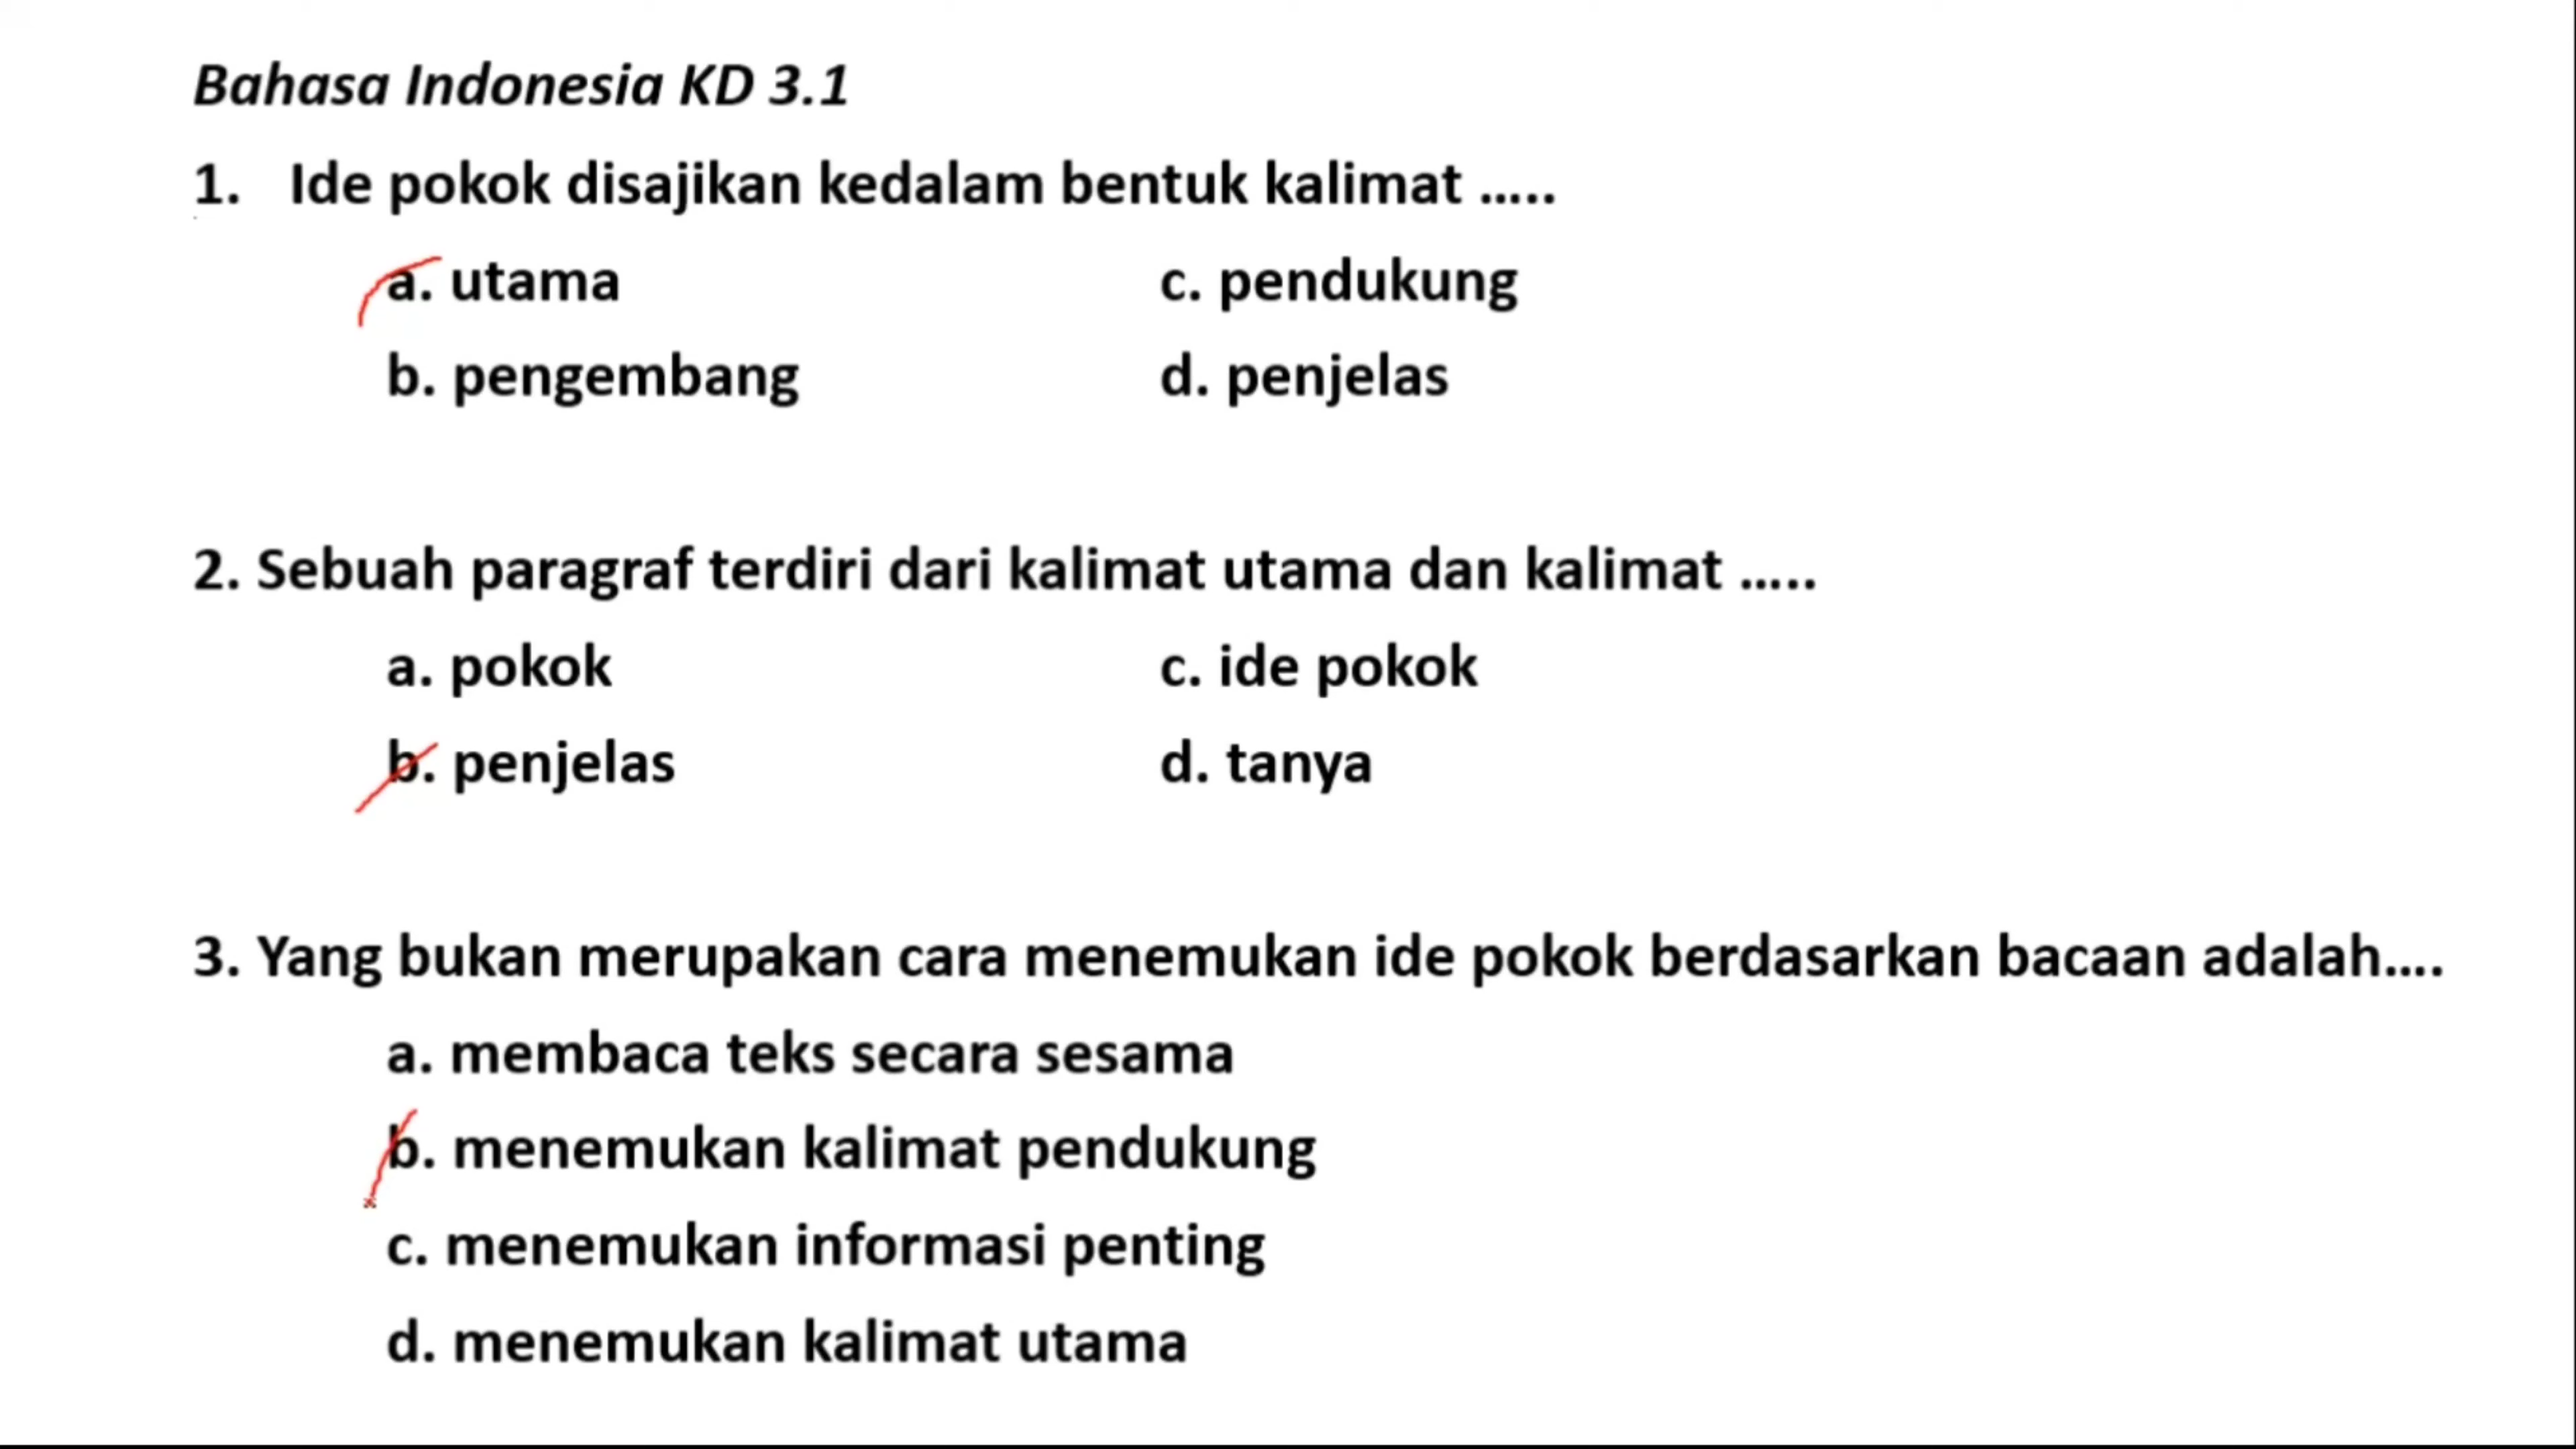 Bahasa Indonesia KD 3.1
1. Ide pokok disajikan kedalam bentuk kalimat .....
a. utama c. pendukung
b. pengembang d. penjelas
2. Sebuah paragraf terdiri dari kalimat utama dan kalimat .....
a. pokok c. ide pokok
b. penjelas d. tanya
3. Yang bukan merupakan cara menemukan ide pokok berdasarkan bacaan adalah....
a. membaca teks secara sesama
b. menemukan kalimat pendukung
c. menemukan informasi penting
d. menemukan kalimat utama